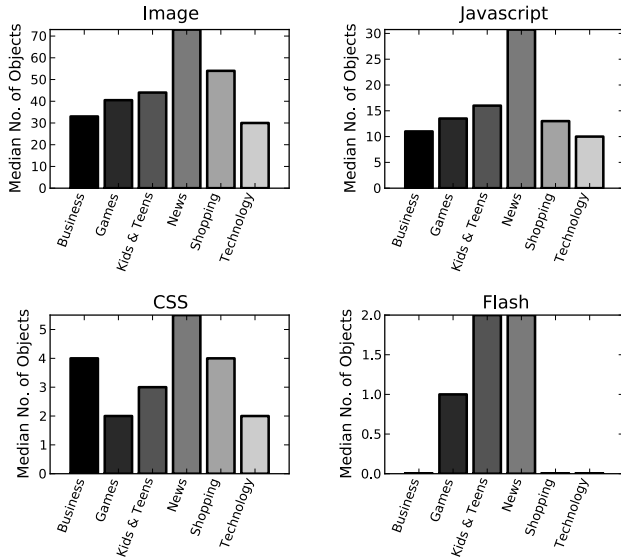 Image
Median No. of Objects
70
60
50
40
30
20
10
0
Business
Games
Kids & Teens
News
Shopping
Technology
Javascript
Median No. of Objects
30
25
20
15
10
5
0
Business
Games
Kids & Teens
News
Shopping
Technology
CSS
Median No. of Objects
5
4
3
2
1
0
Business
Games
Kids & Teens
News
Shopping
Technology
Flash
Median No. of Objects
2.0
1.5
1.0
0.5
0.0
Business
Games
Kids & Teens
News
Shopping
Technology